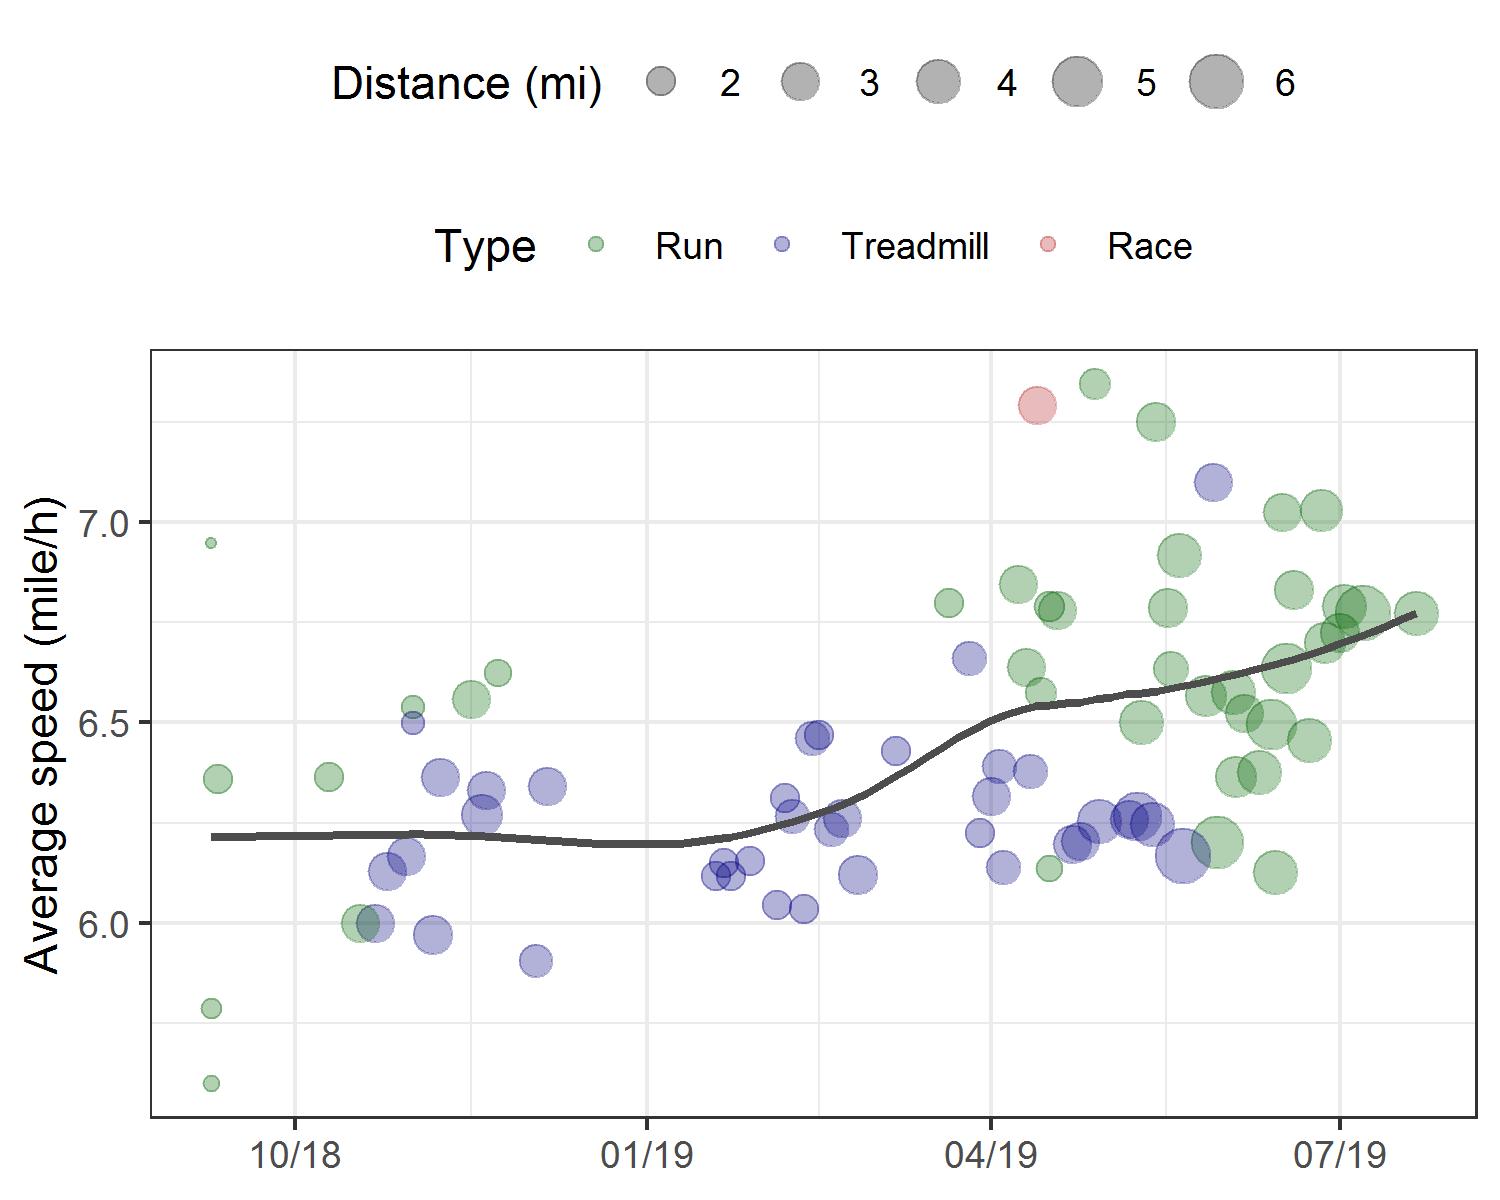 Distance (mi) 2 3 4 5 6
Type Run Treadmill Race
Average speed (mile/h)
7.0
6.5
6.0
10/18 01/19 04/19 07/19